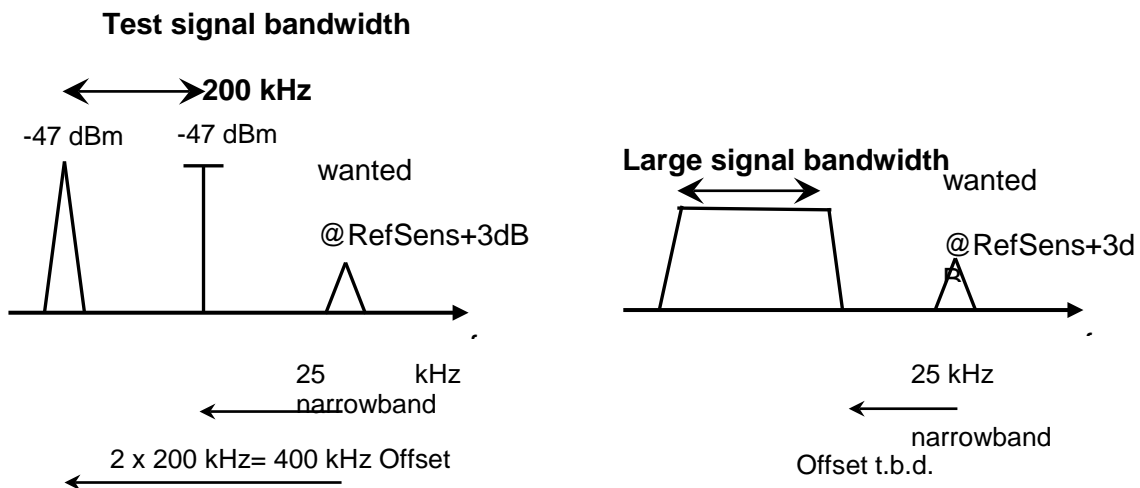 Test signal bandwidth
200 kHz
-47 dBm
-47 dBm
wanted
@RefSens+3dB
25 kHz
narrowband
2 x 200 kHz= 400 kHz Offset
Large signal bandwidth
wanted
@RefSens+3d
25 kHz
narrowband
Offset t.b.d.